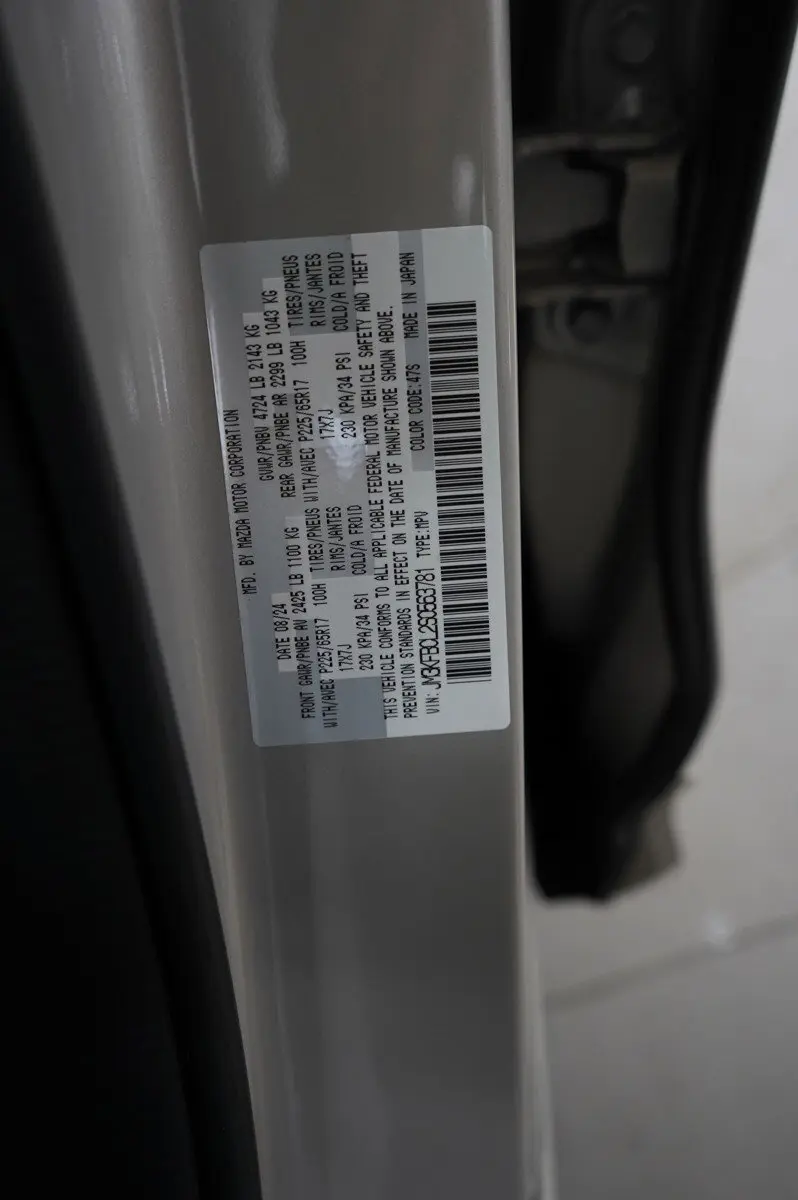 MFD. BY MAZDA MOTOR CORPORATION
DATE 08/24 GVWR/PNBV 4724 LB 2143 KG
FRONT GAWR/PNBE AV 2425 LB 1100 KG REAR GAWR/PNBE AR 2299 LB 1043 KG
WITH/AVEC P225/65R17 100H TIRES/PNEUS WITH/AVEC P225/65R17 100H TIRES/PNEUS
17X7J RIMS/JANTES 17X7J RIMS/JANTES
230 KPA/34 PSI COLD/A FROID 230 KPA/34 PSI COLD/A FROID
THIS VEHICLE CONFORMS TO ALL APPLICABLE FEDERAL MOTOR VEHICLE SAFETY AND THEFT
PREVENTION STANDARDS IN EFFECT ON THE DATE OF MANUFACTURE SHOWN ABOVE.
VIN: JM3KFBCL2S0563781 TYPE:MPV COLOR CODE:47S MADE IN JAPAN